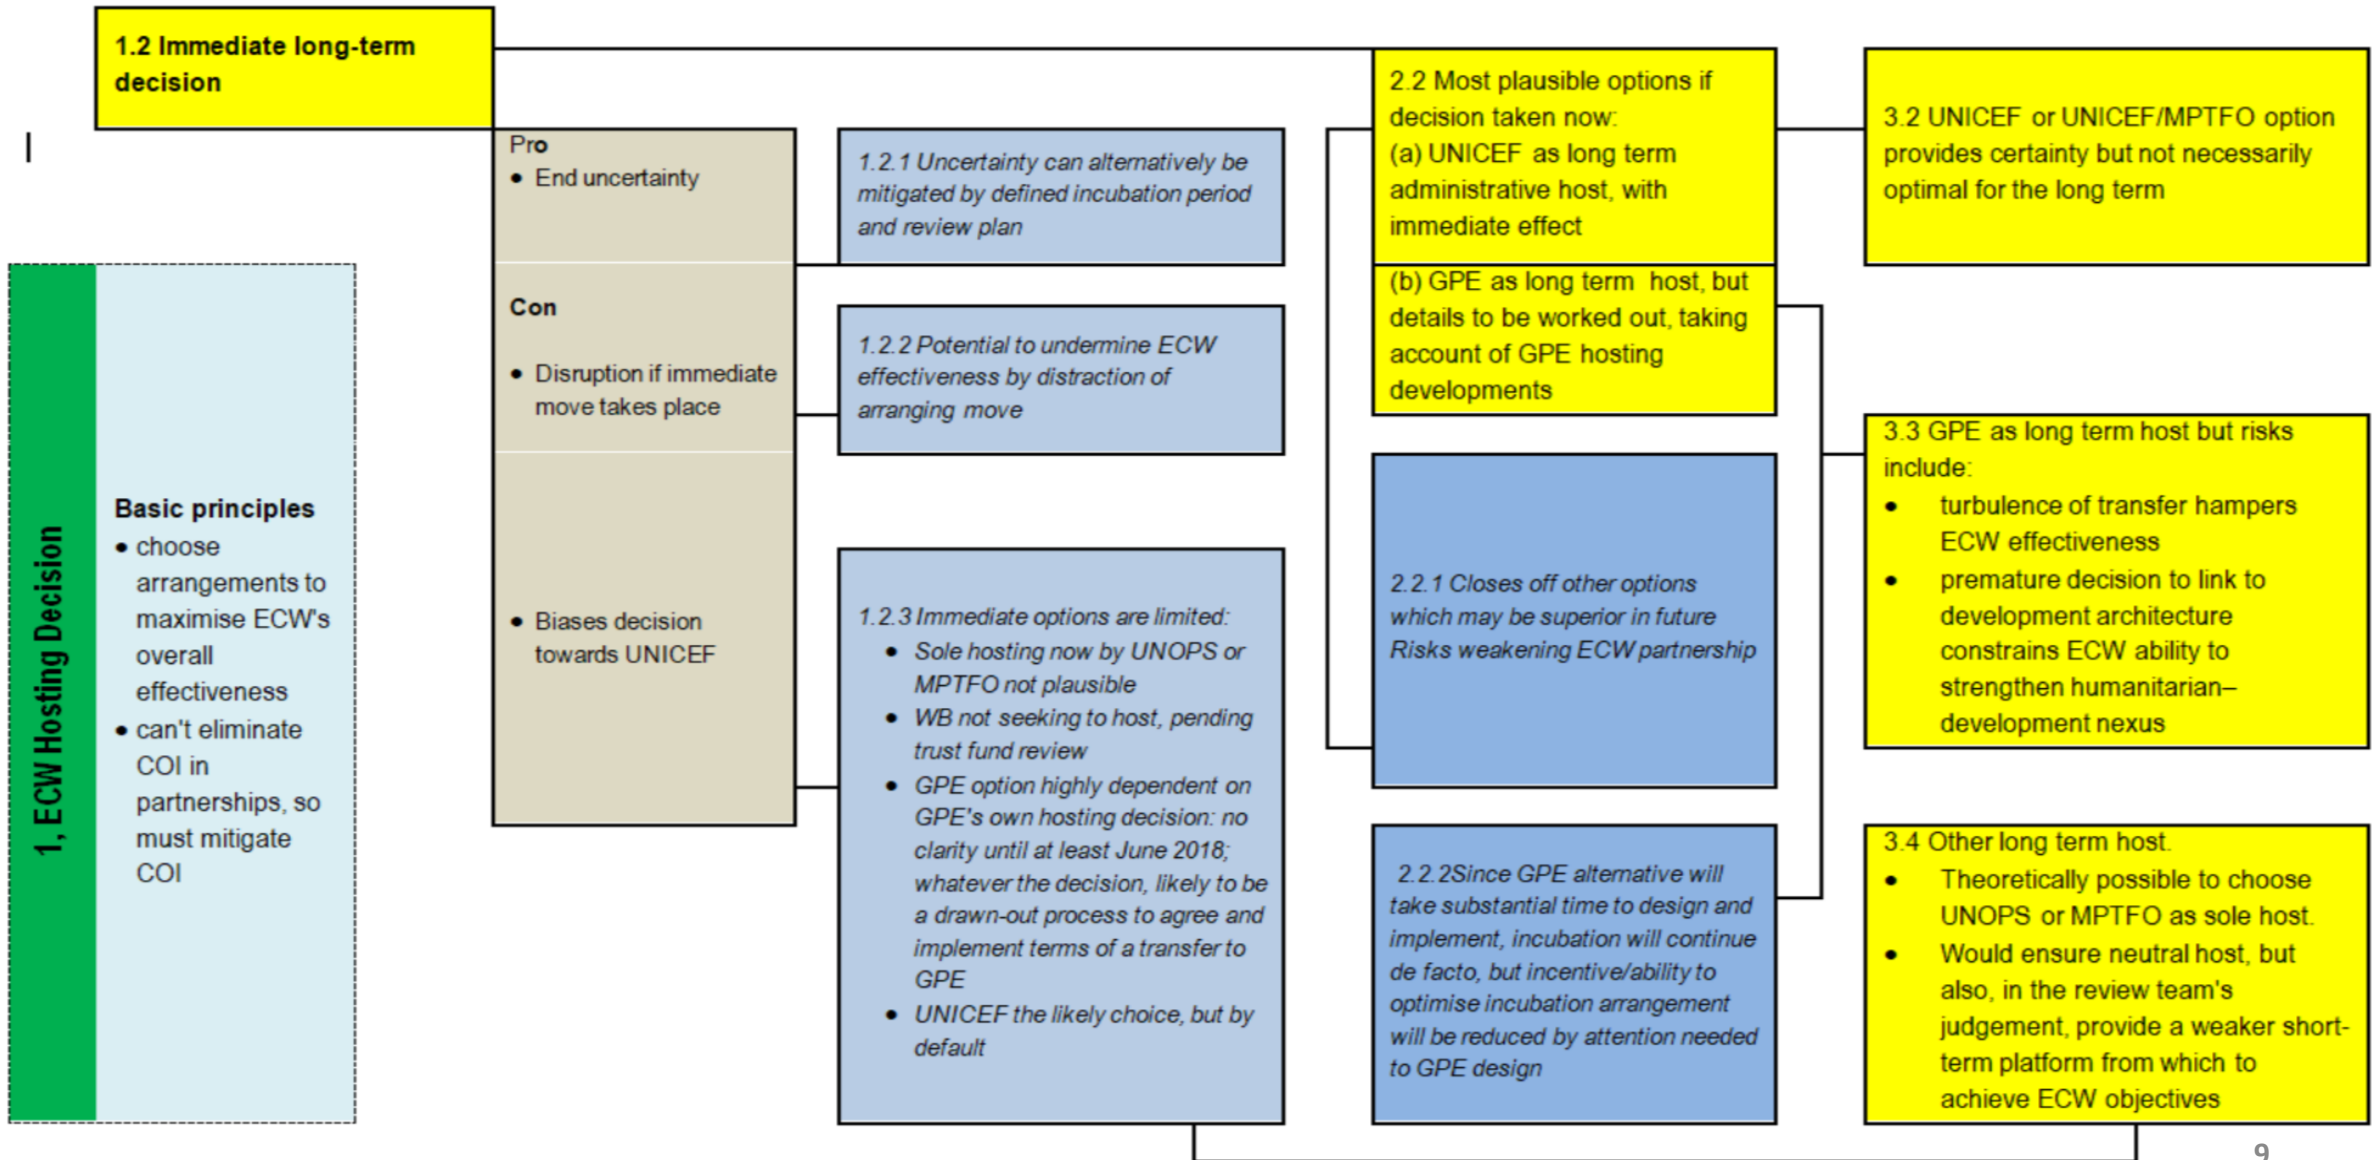 1.2 Immediate long-term
decision
1, ECW Hosting Decision
Basic principles
• choose
arrangements to
maximise ECW's
overall
effectiveness
• can't eliminate
COI in
partnerships, so
must mitigate
COI
Pro
• End uncertainty
Con
• Disruption if immediate
move takes place
• Biases decision
towards UNICEF
1.2.1 Uncertainty can alternatively be
mitigated by defined incubation period
and review plan
1.2.2 Potential to undermine ECW
effectiveness by distraction of
arranging move
1.2.3 Immediate options are limited:
• Sole hosting now by UNOPS or
MPTFO not plausible
• WB not seeking to host, pending
trust fund review
• GPE option highly dependent on
GPE's own hosting decision: no
clarity until at least June 2018;
whatever the decision, likely to be
a drawn-out process to agree and
implement terms of a transfer to
GPE
• UNICEF the likely choice, but by
default
2.2 Most plausible options if
decision taken now:
(a) UNICEF as long term
administrative host, with
immediate effect
(b) GPE as long term host, but
details to be worked out, taking
account of GPE hosting
developments
2.2.1 Closes off other options
which may be superior in future
Risks weakening ECW partnership
2.2.2Since GPE alternative will
take substantial time to design and
implement, incubation will continue
de facto, but incentive/ability to
optimise incubation arrangement
will be reduced by attention needed
to GPE design
3.2 UNICEF or UNICEF/MPTFO option
provides certainty but not necessarily
optimal for the long term
3.3 GPE as long term host but risks
include:
• turbulence of transfer hampers
ECW effectiveness
• premature decision to link to
development architecture
constrains ECW ability to
strengthen humanitarian–
development nexus
3.4 Other long term host.
• Theoretically possible to choose
UNOPS or MPTFO as sole host.
• Would ensure neutral host, but
also, in the review team's
judgement, provide a weaker short-
term platform from which to
achieve ECW objectives
9